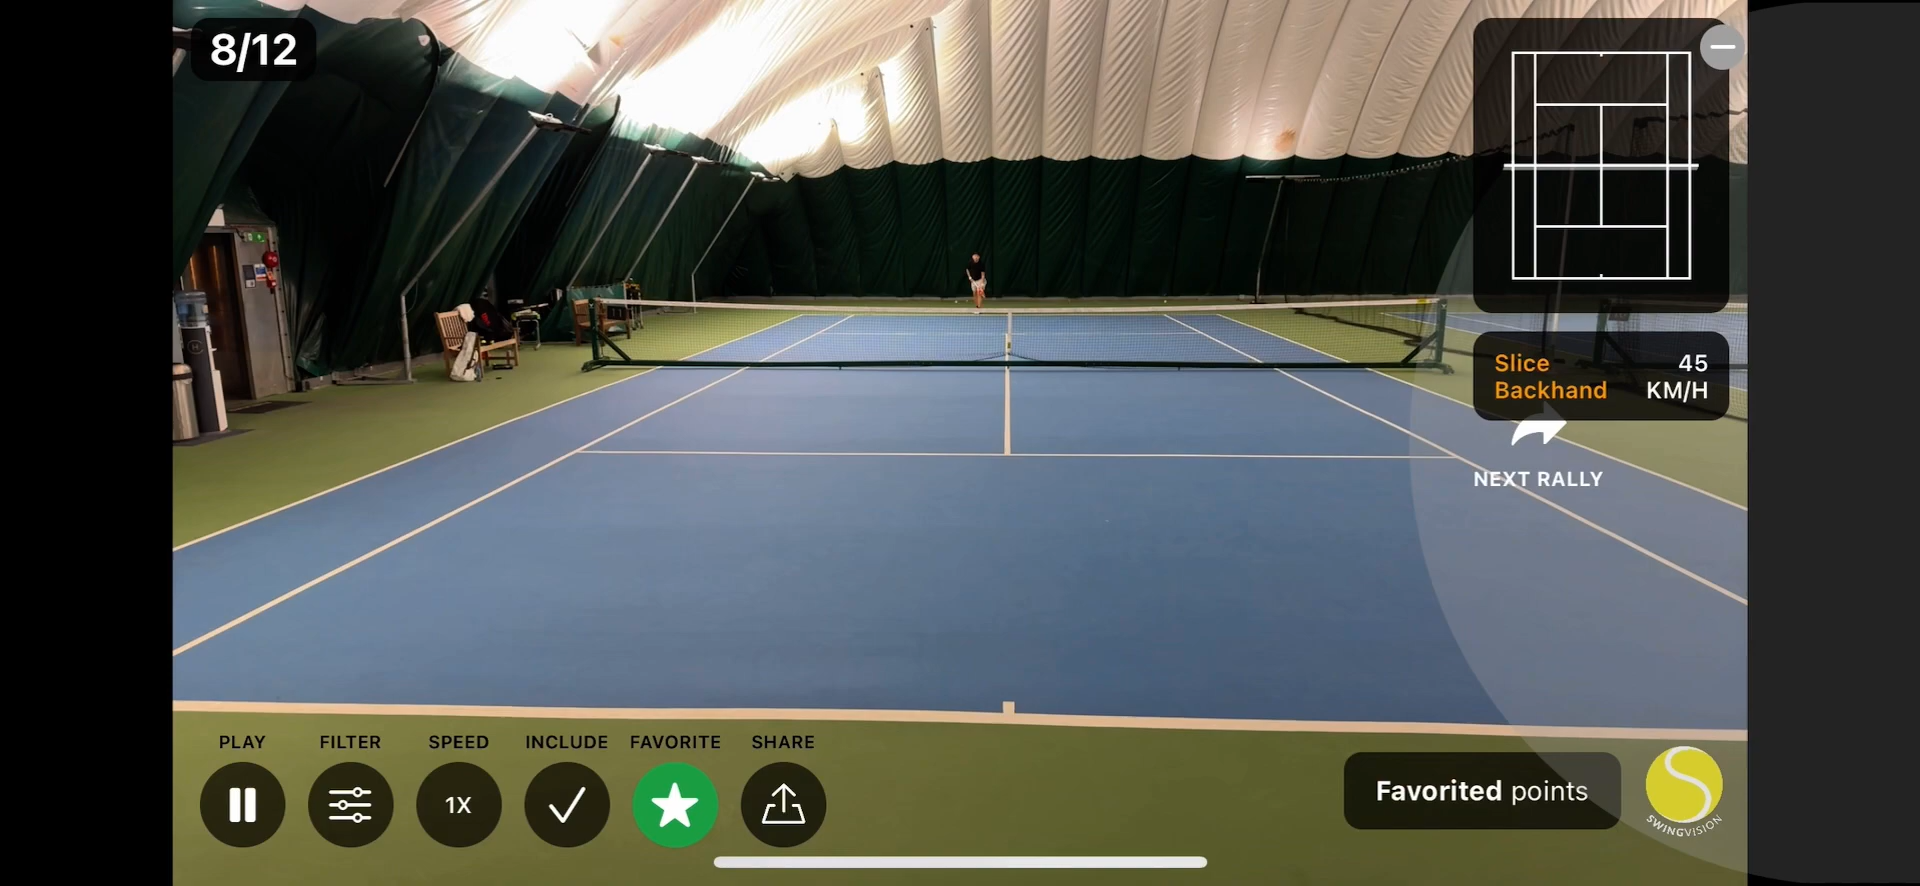 8/12
Slice
Backhand
45
KM/H
NEXT RALLY
PLAY
FILTER
SPEED
INCLUDE
FAVORITE
SHARE
1X
Favorited points
SWINGVISION